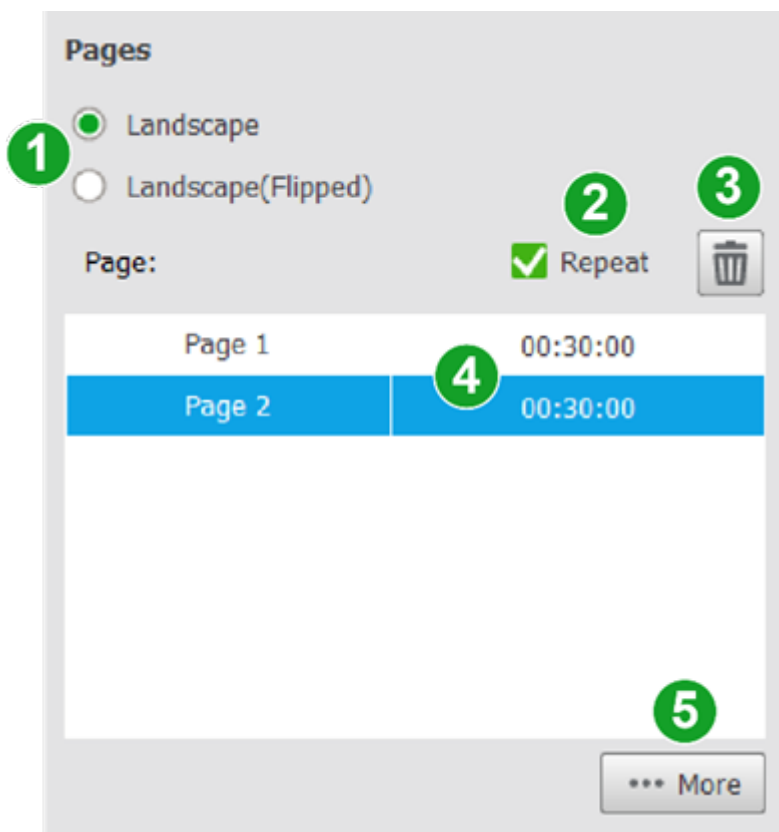 Pages
Landscape
1
Landscape(Flipped)
2
3
Page:
Repeat
Page 1 00:30:00
4
Page 2 00:30:00
5
••• More